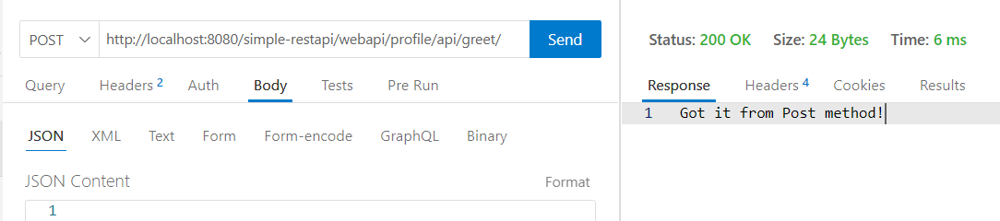 POST http://localhost:8080/simple-restapi/webapi/profile/api/greet/ Send
Query Headers 2 Auth Body Tests Pre Run
JSON XML Text Form Form-encode GraphQL Binary
JSON Content Format
1
Status: 200 OK Size: 24 Bytes Time: 6 ms
Response Headers 4 Cookies Results
1 Got it from Post method!